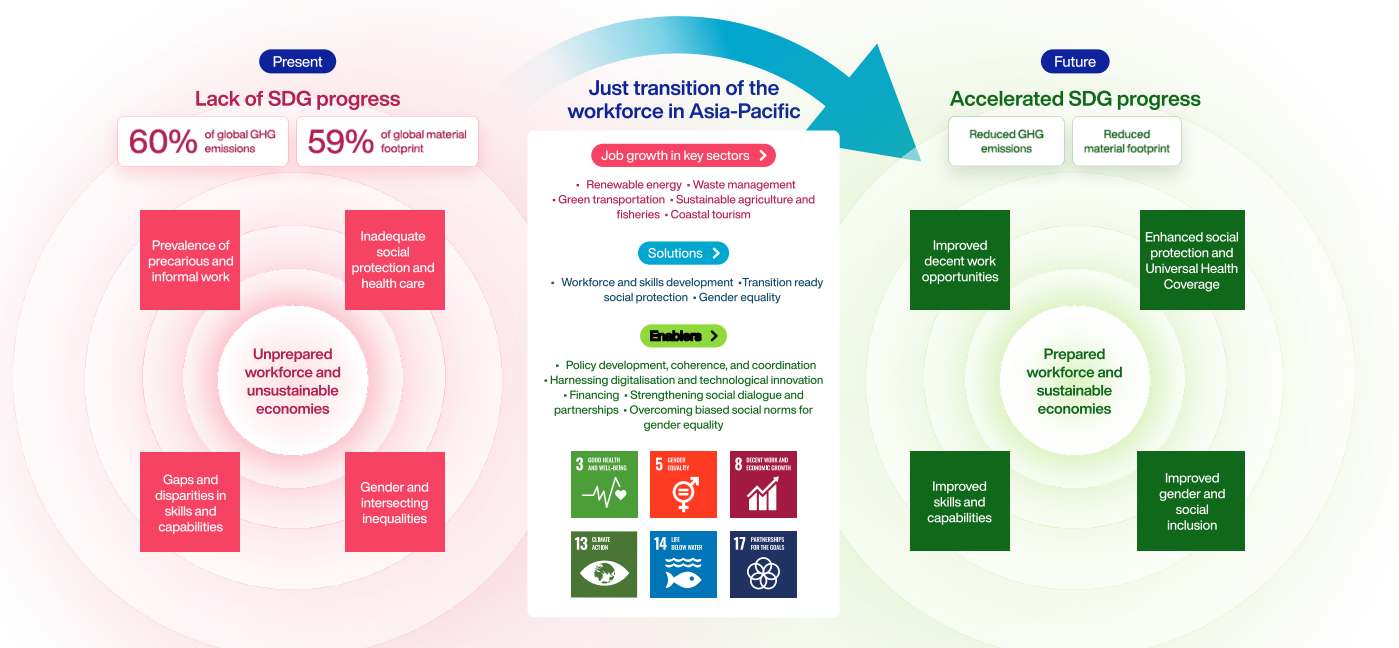 Present
Lack of SDG progress
60% of global GHG
emissions
59% of global material
footprint
Prevalence of
precarious and
informal work
Inadequate
social
protection and
health care
Unprepared
workforce and
unsustainable
economies
Gaps and
disparities in
skills and
capabilities
Gender and
intersecting
inequalities
Just transition of the
workforce in Asia-Pacific
Job growth in key sectors
• Renewable energy • Waste management
• Green transportation • Sustainable agriculture and
fisheries • Coastal tourism
Solutions
• Workforce and skills development •Transition ready
social protection • Gender equality
Enablers
• Policy development, coherence, and coordination
• Harnessing digitalisation and technological innovation
• Financing • Strengthening social dialogue and
partnerships • Overcoming biased social norms for
gender equality
3 GOOD HEALTH
AND WELL-BEING
5 GENDER
EQUALITY
8 DECENT WORK AND
ECONOMIC GROWTH
13 CLIMATE
ACTION
14 LIFE
BELOW WATER
17 PARTNERSHIPS
FOR THE GOALS
Future
Accelerated SDG progress
Reduced GHG
emissions
Reduced
material footprint
Improved
decent work
opportunities
Enhanced social
protection and
Universal Health
Coverage
Prepared
workforce and
sustainable
economies
Improved
skills and
capabilities
Improved
gender and
social
inclusion